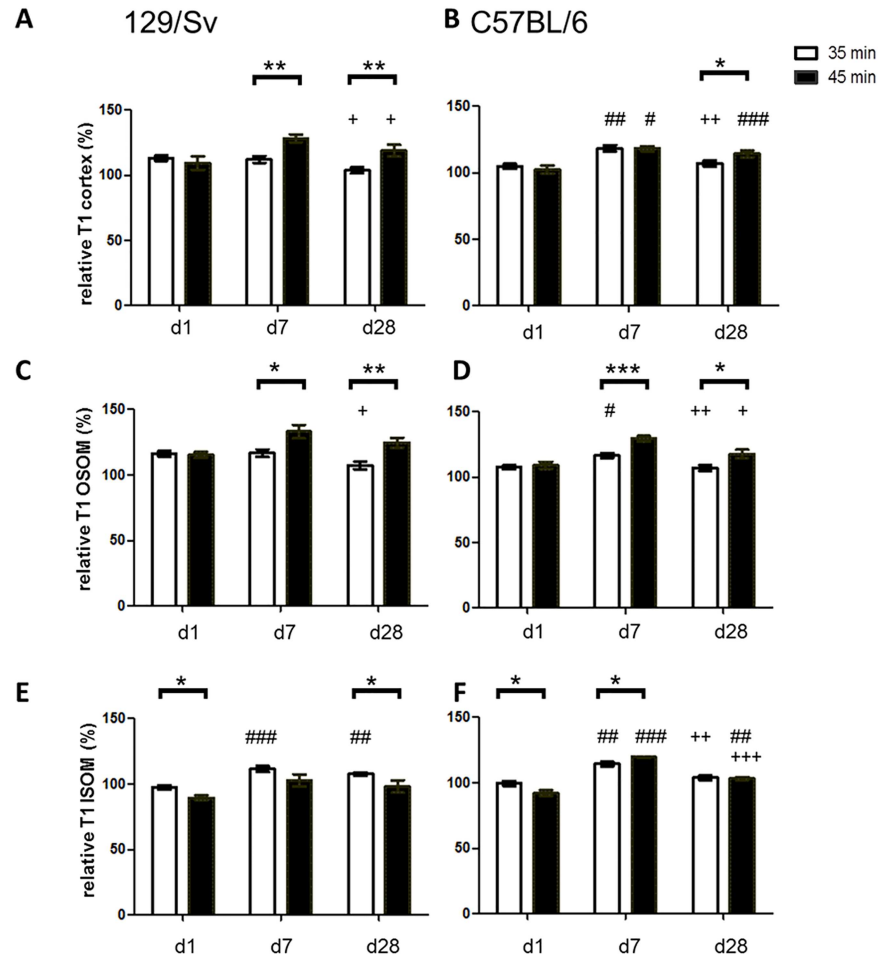 A 129/Sv
B C57BL/6
35 min
45 min
relative T1 cortex (%)
150
100
50
0
** **
+ +
d1 d7 d28
150
100
50
0
*
## # ++ ###
d1 d7 d28
C
relative T1 OSOM (%)
150
100
50
0
* **
+
d1 d7 d28
D
150
100
50
0
*** *
# ++ +
d1 d7 d28
E
relative T1 ISOM (%)
150
100
50
0
* *
### ##
d1 d7 d28
F
150
100
50
0
* *
## ### ++ ##
+++
d1 d7 d28